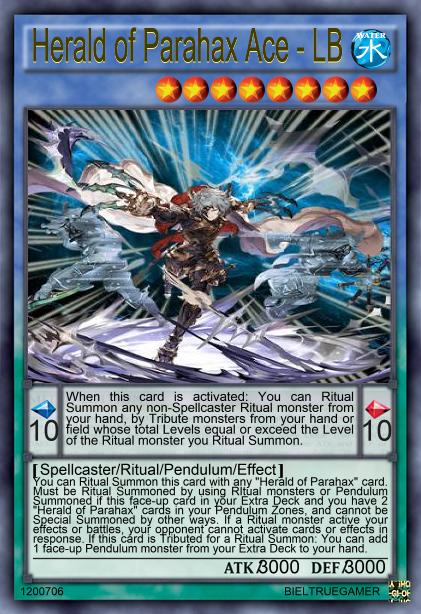 Herald of Parahax Ace - LB
WATER
水
When this card is activated: You can Ritual
Summon any non-Spellcaster Ritual monster from
your hand, by Tribute monsters from your hand or
field whose total Levels equal or exceed the Level
of the Ritual monster you Ritual Summon.
10
10
[Spellcaster/Ritual/Pendulum/Effect]
You can Ritual Summon this card with any "Herald of Parahax" card.
Must be Ritual Summoned by using Ritual monsters or Pendulum
Summoned if this face-up card in your Extra Deck and you have 2
"Herald of Parahax" cards in your Pendulum Zones, and cannot be
Special Summoned by other ways. If a Ritual monster active your
effects or battles, your opponent cannot activate cards or effects in
response. If this card is Tributed for a Ritual Summon: You can add
1 face-up Pendulum monster from your Extra Deck to your hand.
ATK 3000 DEF 3000
1200706
BIELTRUEGAMER